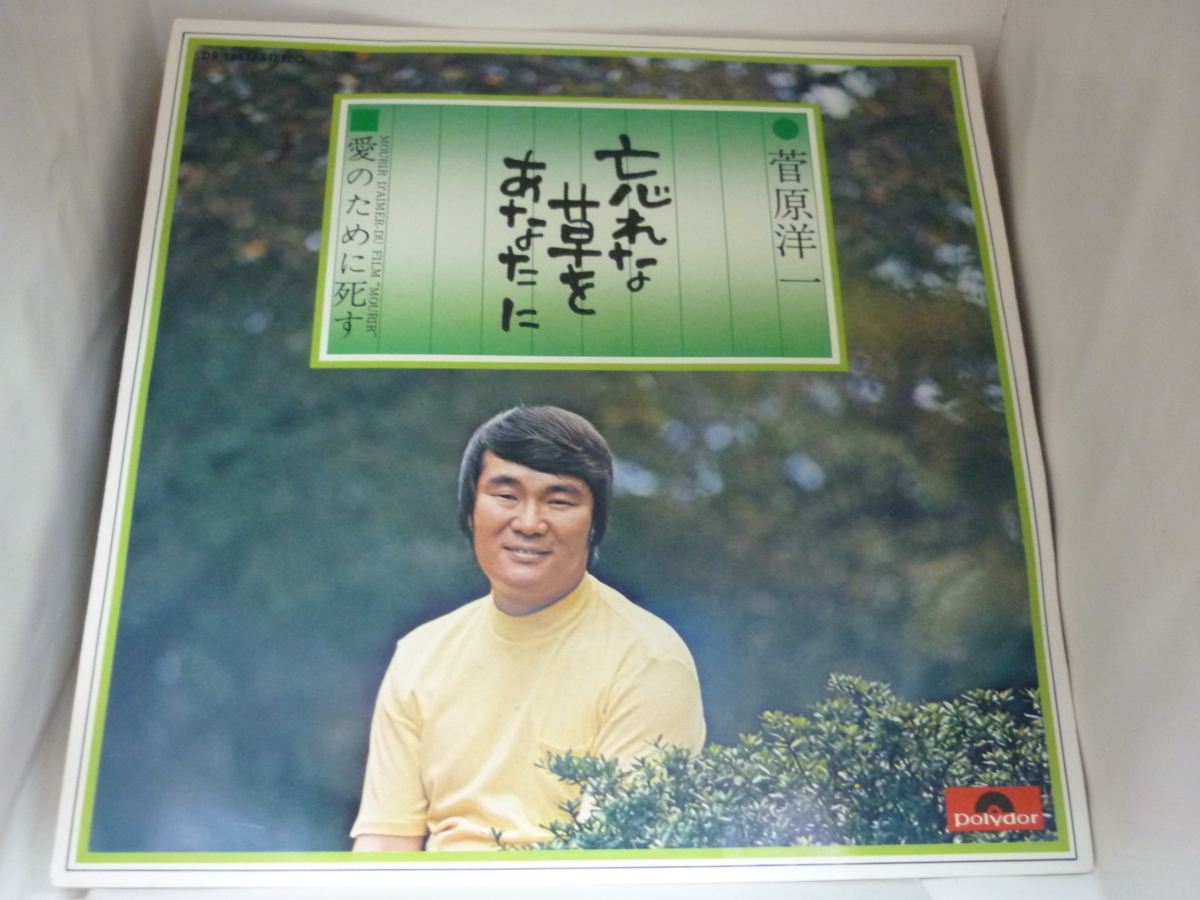 STEREO
菅原洋一
忘れな
草を
あなたに
MOURIR D'AIMER-DU FILM "MOURIR"
愛のために死す
polydor